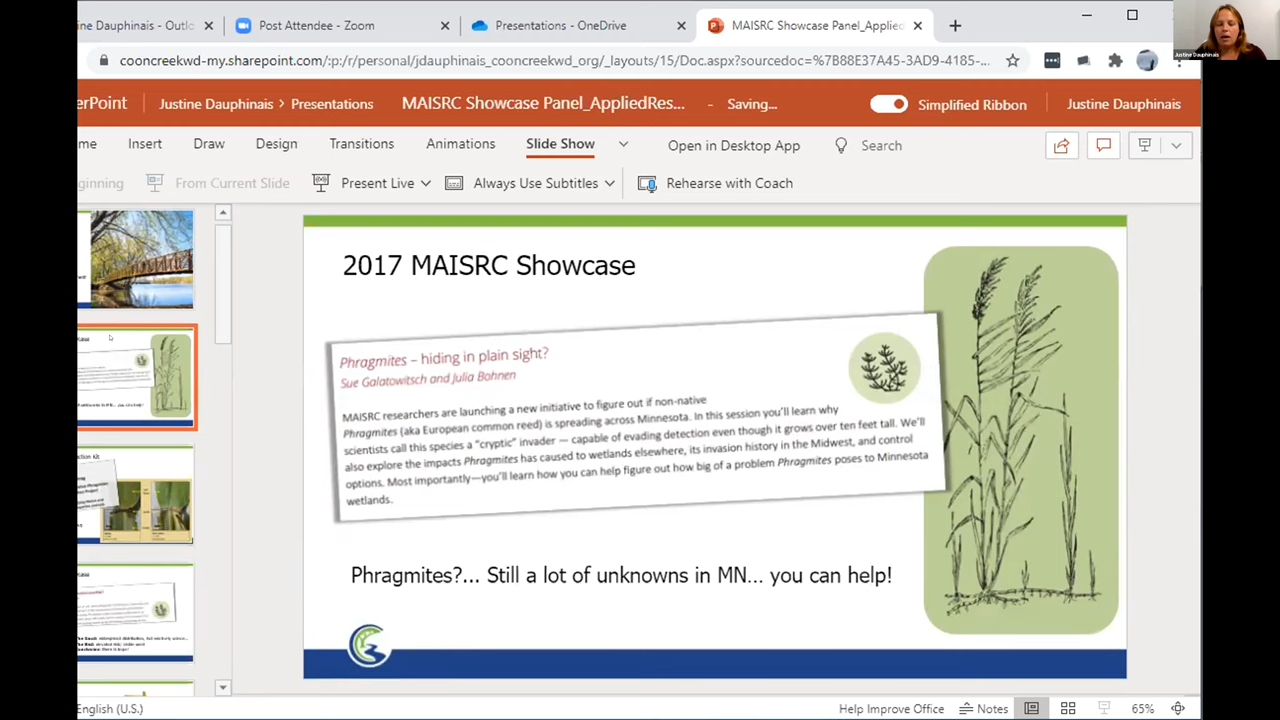 ine Dauphinais - Outlo
Post Attendee - Zoom
Presentations - OneDrive
MAISRC Showcase Panel_Applied
cooncreekwd-my.sharepoint.com/:p:/r/personal/jdauphinais_cooncreekwd_org/_layouts/15/Doc.aspx?sourcedoc=%7B88E37A45-3AD9-4185-...
Justine Dauphinais
erPoint
Justine Dauphinais > Presentations
MAISRC Showcase Panel_AppliedRes...
- Saving...
Simplified Ribbon
Justine Dauphinais
me
Insert
Draw
Design
Transitions
Animations
Slide Show
Open in Desktop App
Search
ginning
From Current Slide
Present Live
Always Use Subtitles
Rehearse with Coach
2017 MAISRC Showcase
Phragmites – hiding in plain sight?
Sue Galatowitsch and Julia Bohnen
MAISRC researchers are launching a new initiative to figure out if non-native
Phragmites (aka European common reed) is spreading across Minnesota. In this session you'll learn why
scientists call this species a "cryptic" invader — capable of evading detection even though it grows over ten feet tall. We'll
also explore the impacts Phragmites has caused to wetlands elsewhere, its invasion history in the Midwest, and control
options. Most importantly—you'll learn how you can help figure out how big of a problem Phragmites poses to Minnesota
wetlands.
Phragmites?... Still a lot of unknowns in MN... you can help!
English (U.S.)
Help Improve Office
Notes
65%